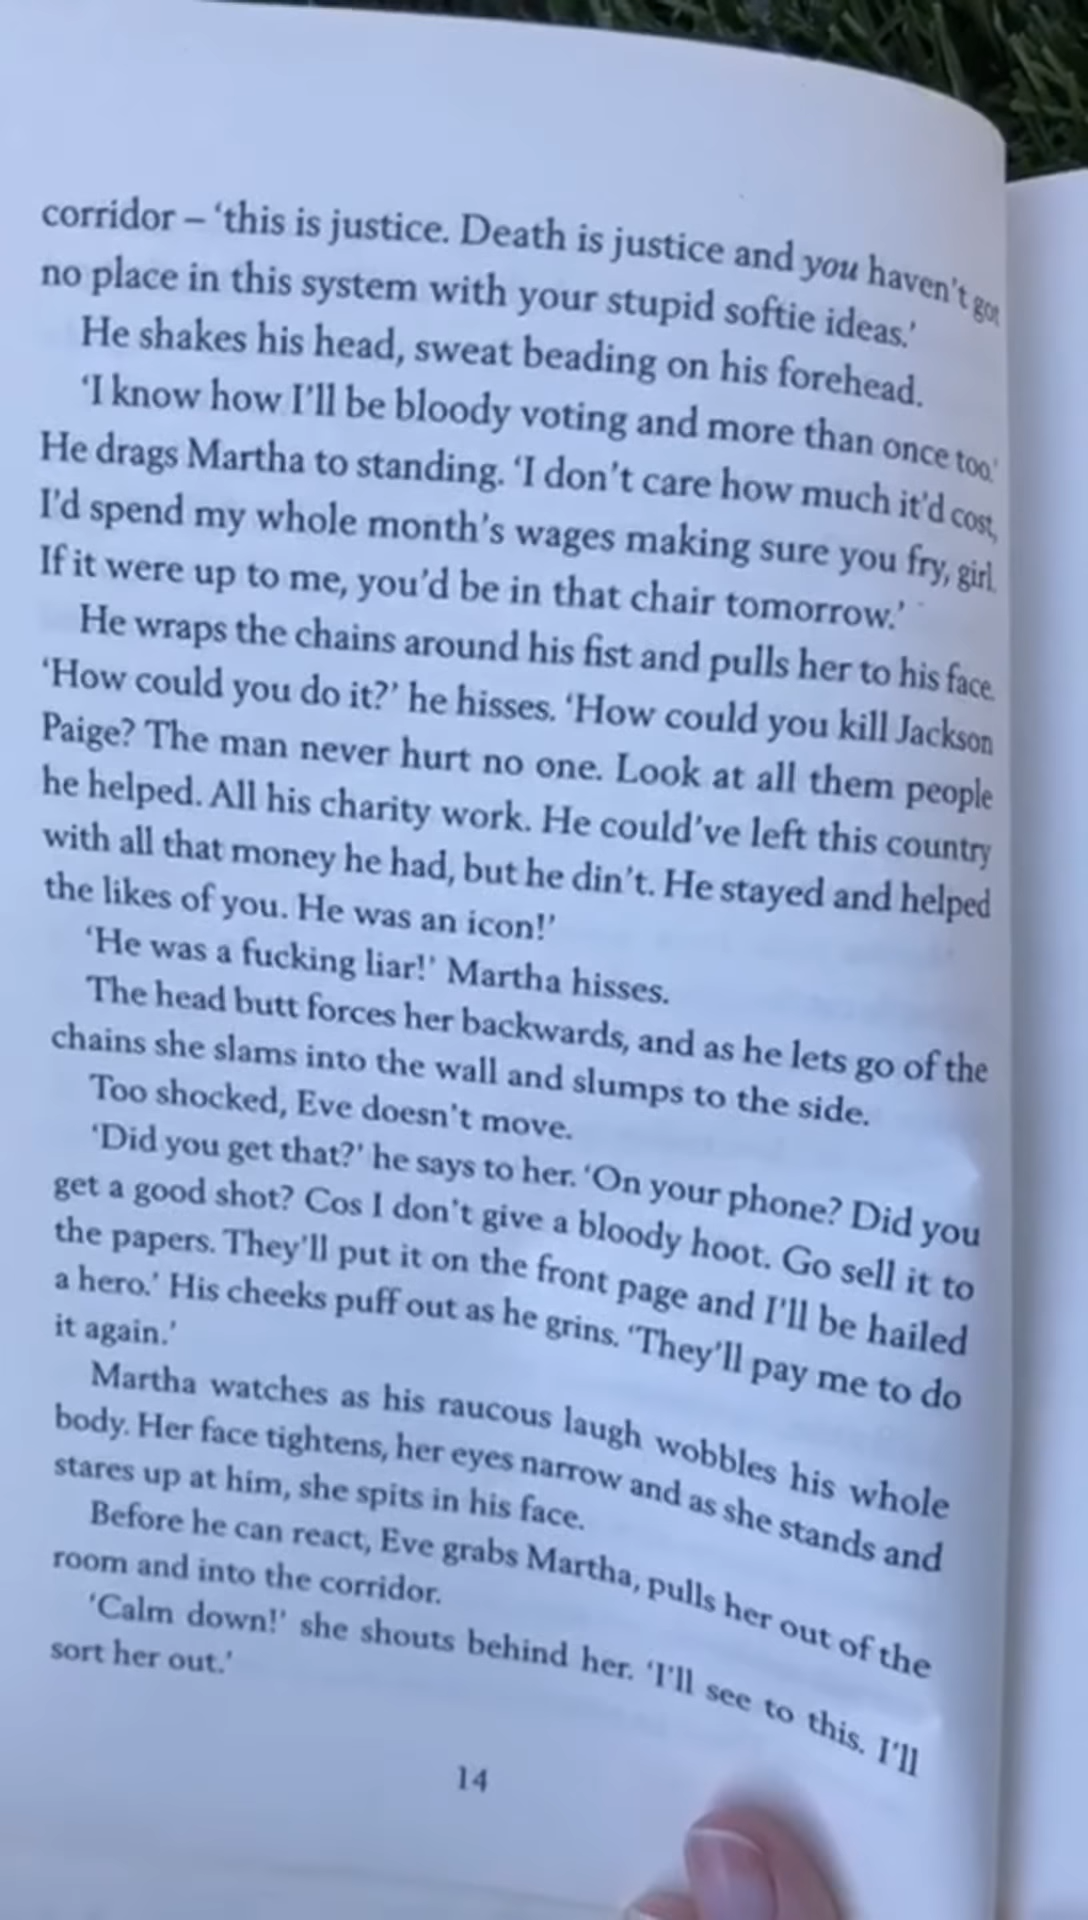 corridor – ‘this is justice. Death is justice and you haven’t got
no place in this system with your stupid softie ideas.’
He shakes his head, sweat beading on his forehead.
‘I know how I’ll be bloody voting and more than once too.’
He drags Martha to standing. ‘I don’t care how much it’d cost,
I’d spend my whole month’s wages making sure you fry, girl.
If it were up to me, you’d be in that chair tomorrow.’
He wraps the chains around his fist and pulls her to his face.
‘How could you do it?’ he hisses. ‘How could you kill Jackson
Paige? The man never hurt no one. Look at all them people
he helped. All his charity work. He could’ve left this country
with all that money he had, but he din’t. He stayed and helped
the likes of you. He was an icon!’
‘He was a fucking liar!’ Martha hisses.
The head butt forces her backwards, and as he lets go of the
chains she slams into the wall and slumps to the side.
Too shocked, Eve doesn’t move.
‘Did you get that?’ he says to her. ‘On your phone? Did you
get a good shot? Cos I don’t give a bloody hoot. Go sell it to
the papers. They’ll put it on the front page and I’ll be hailed
a hero.’ His cheeks puff out as he grins. ‘They’ll pay me to do
it again.’
Martha watches as his raucous laugh wobbles his whole
body. Her face tightens, her eyes narrow and as she stands and
stares up at him, she spits in his face.
Before he can react, Eve grabs Martha, pulls her out of the
room and into the corridor.
‘Calm down!’ she shouts behind her. ‘I’ll see to this. I’ll
sort her out.’
14